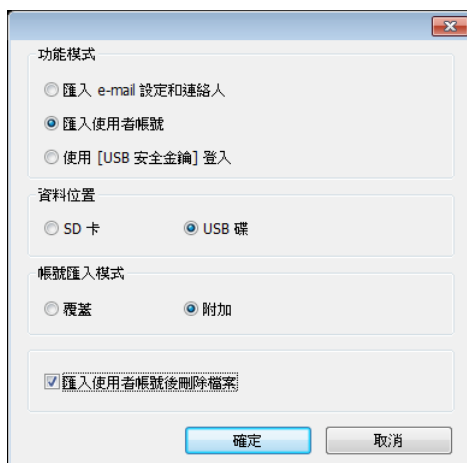 功能模式
匯入 e-mail 設定和連絡人
匯入使用者帳號
使用 [USB 安全金鑰] 登入
資料位置
SD 卡 USB 碟
帳號匯入模式
覆蓋 附加
匯入使用者帳號後刪除檔案
確定 取消